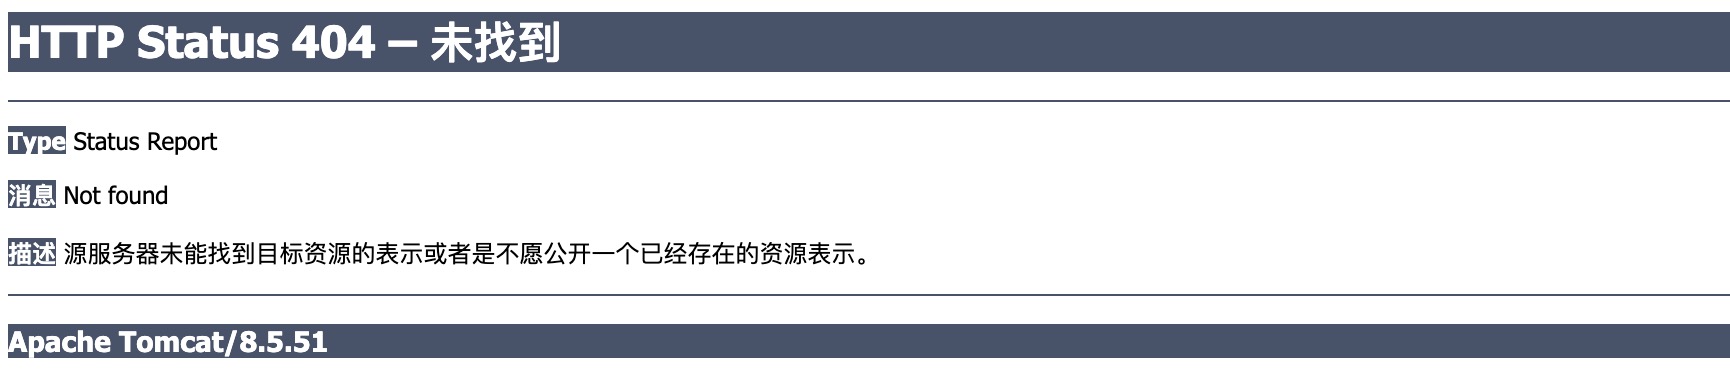 HTTP Status 404 – 未找到
Type Status Report
消息 Not found
描述 源服务器未能找到目标资源的表示或者是不愿公开一个已经存在的资源表示。
Apache Tomcat/8.5.51